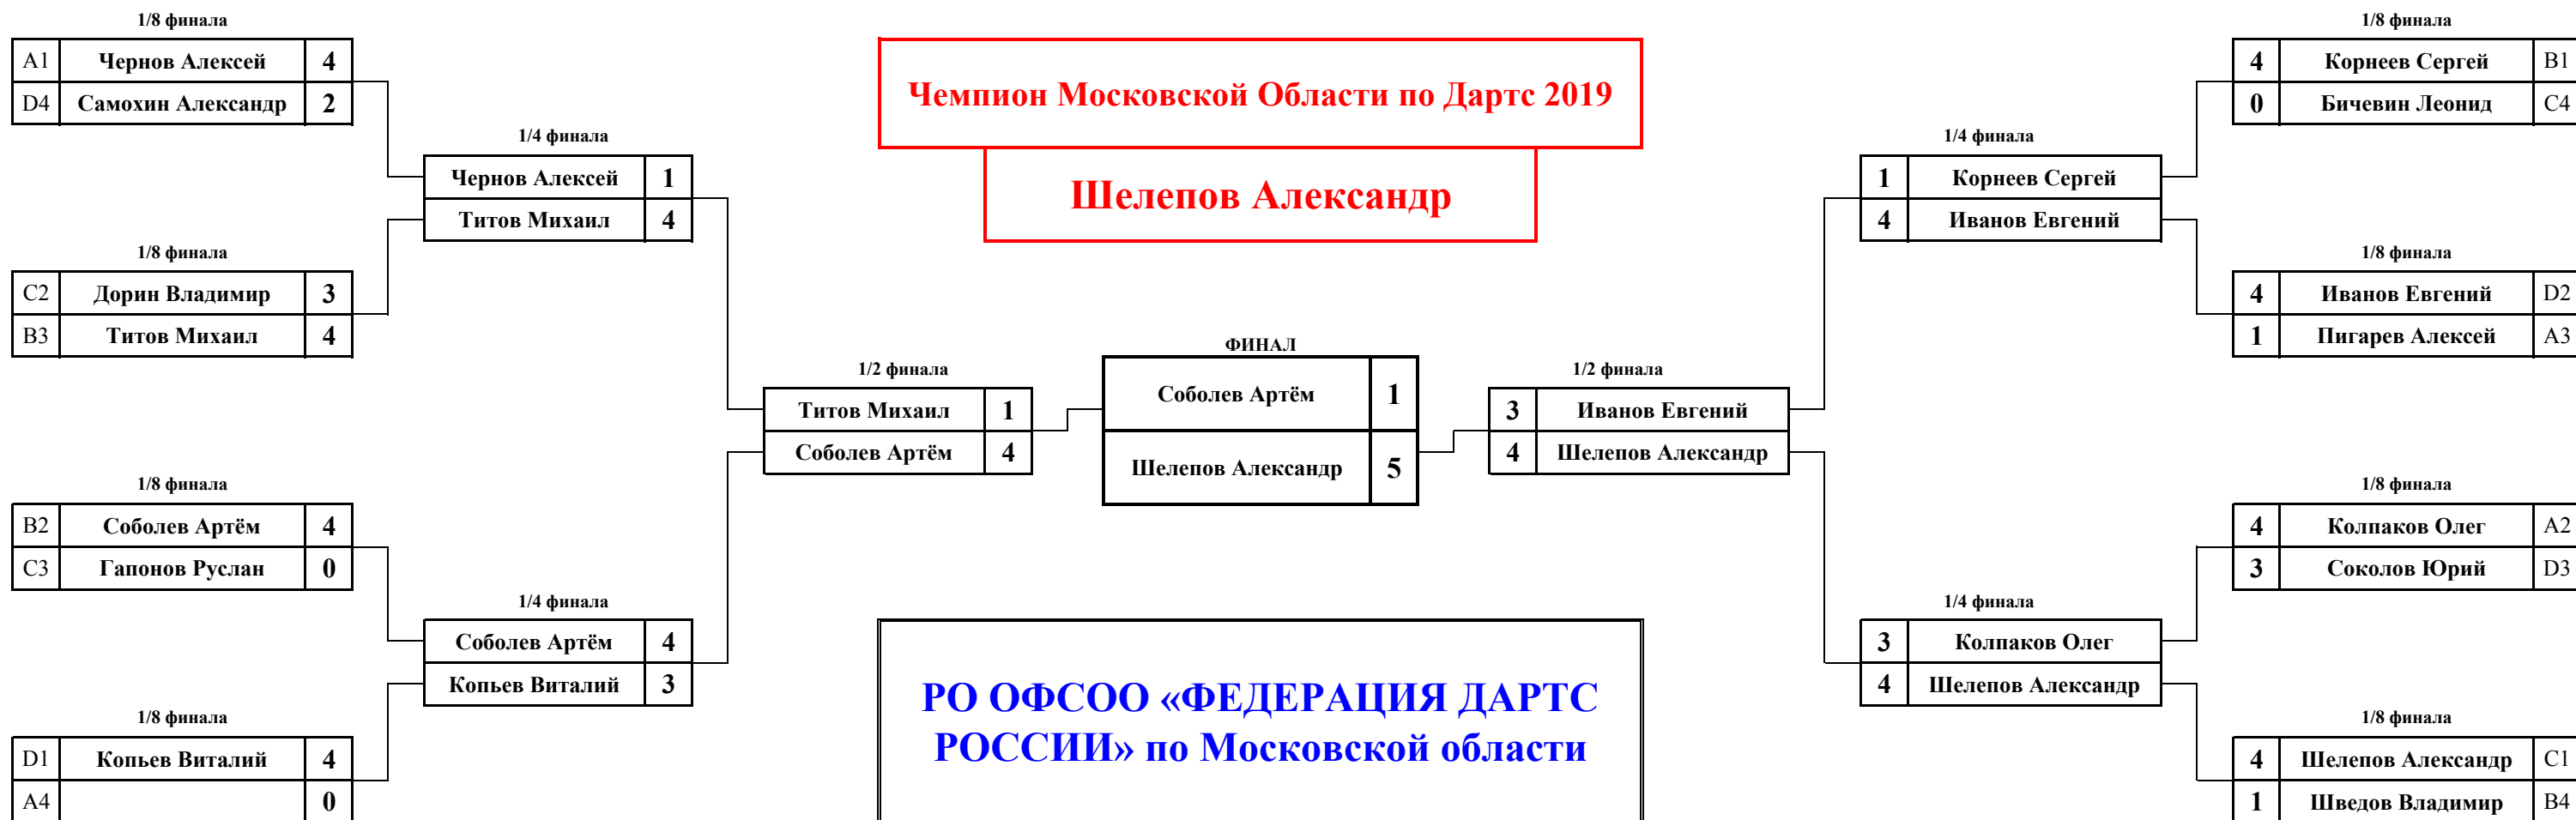 1/8 финала
1/8 финала
A1 Чернов Алексей 4
D4 Самохин Александр 2
Чемпион Московской Области по Дартс 2019
Шелепов Александр
4 Корнеев Сергей B1
0 Бичевин Леонид C4
1/4 финала
Чернов Алексей 1
Титов Михаил 4
1/4 финала
1 Корнеев Сергей
4 Иванов Евгений
1/8 финала
C2 Дорин Владимир 3
B3 Титов Михаил 4
1/8 финала
4 Иванов Евгений D2
1 Пигарев Алексей A3
1/2 финала
Титов Михаил 1
Соболев Артём 4
ФИНАЛ
Соболев Артём 1
Шелепов Александр 5
1/2 финала
3 Иванов Евгений
4 Шелепов Александр
1/8 финала
B2 Соболев Артём 4
C3 Гапонов Руслан 0
1/8 финала
4 Колпаков Олег A2
3 Соколов Юрий D3
1/4 финала
Соболев Артём 4
Копьев Виталий 3
1/4 финала
3 Колпаков Олег
4 Шелепов Александр
РО ОФСОО «ФЕДЕРАЦИЯ ДАРТС
РОССИИ» по Московской области
1/8 финала
D1 Копьев Виталий 4
A4 0
1/8 финала
4 Шелепов Александр C1
1 Шведов Владимир B4